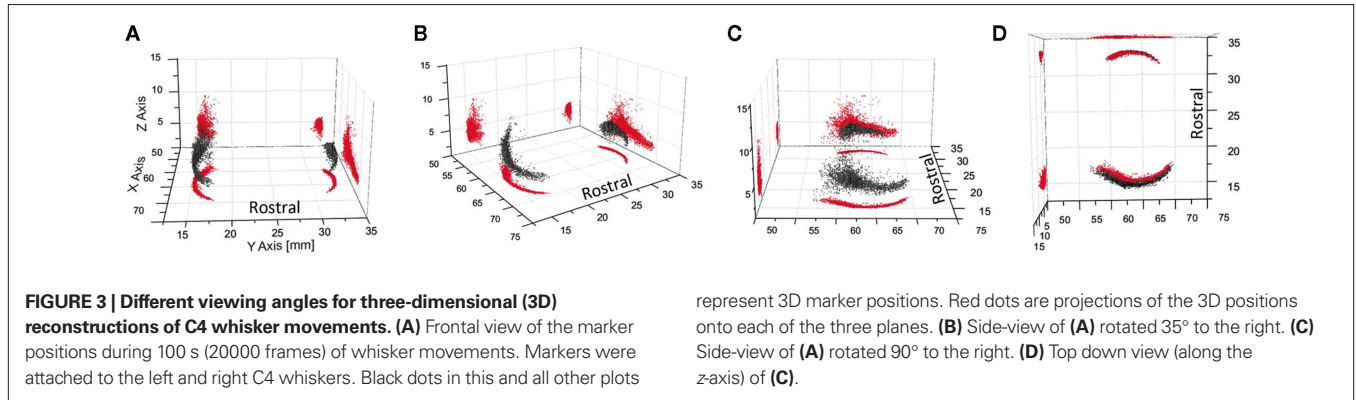 A
B
C
D
15
10
5
Z Axis
50
60
70
X Axis
Rostral
15
20
25
30
35
Y Axis [mm]
15
10
5
50
55
60
65
70
75
Rostral
15
20
25
30
35
15
10
5
50
55
60
65
70
75
Rostral
35
30
25
20
15
35
30
25
20
15
Rostral
50
55
60
65
70
75
5
10
15
FIGURE 3 | Different viewing angles for three-dimensional (3D)
reconstructions of C4 whisker movements. (A) Frontal view of the marker
positions during 100 s (20000 frames) of whisker movements. Markers were
attached to the left and right C4 whiskers. Black dots in this and all other plots
represent 3D marker positions. Red dots are projections of the 3D positions
onto each of the three planes. (B) Side-view of (A) rotated 35° to the right. (C)
Side-view of (A) rotated 90° to the right. (D) Top down view (along the
z-axis) of (C).